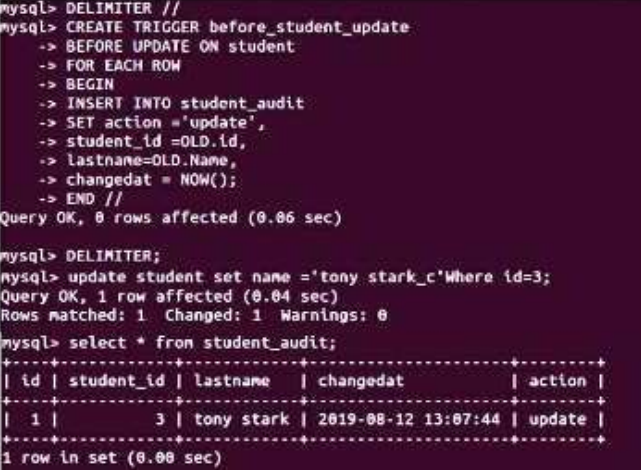 mysql> DELIMITER //
mysql> CREATE TRIGGER before_student_update
-> BEFORE UPDATE ON student
-> FOR EACH ROW
-> BEGIN
-> INSERT INTO student_audit
-> SET action ='update',
-> student_id =OLD.id,
-> lastname=OLD.Name,
-> changedat = NOW();
-> END //
Query OK, 0 rows affected (0.06 sec)
mysql> DELIMITER;
mysql> update student set name ='tony stark_c'Where id=3;
Query OK, 1 row affected (0.04 sec)
Rows matched: 1 Changed: 1 Warnings: 0
mysql> select * from student_audit;
+----+------------+------------+---------------------+--------+
| id | student_id | lastname | changedat | action |
+----+------------+------------+---------------------+--------+
| 1 | 3 | tony stark | 2019-08-12 13:07:44 | update |
+----+------------+------------+---------------------+--------+
1 row in set (0.00 sec)